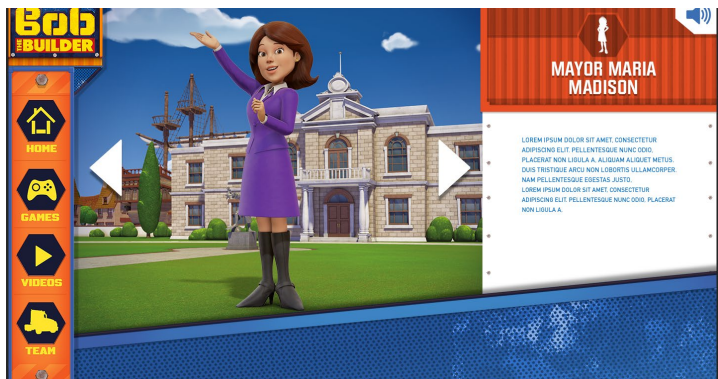 Bob
THE
BUILDER
HOME
GAMES
VIDEOS
TEAM
MAYOR MARIA
MADISON
LOREM IPSUM DOLOR SIT AMET, CONSECTETUR
ADIPISCING ELIT. PELLENTESQUE NUNC ODIO,
PLACERAT NON LIGULA A, ALIQUAM ALIQUET METUS.
DUIS TRISTIQUE ARCU NON LOBORTIS ULLAMCORPER.
NAM PELLENTESQUE EGESTAS JUSTO,
LOREM IPSUM DOLOR SIT AMET, CONSECTETUR
ADIPISCING ELIT. PELLENTESQUE NUNC ODIO, PLACERAT
NON LIGULA A.